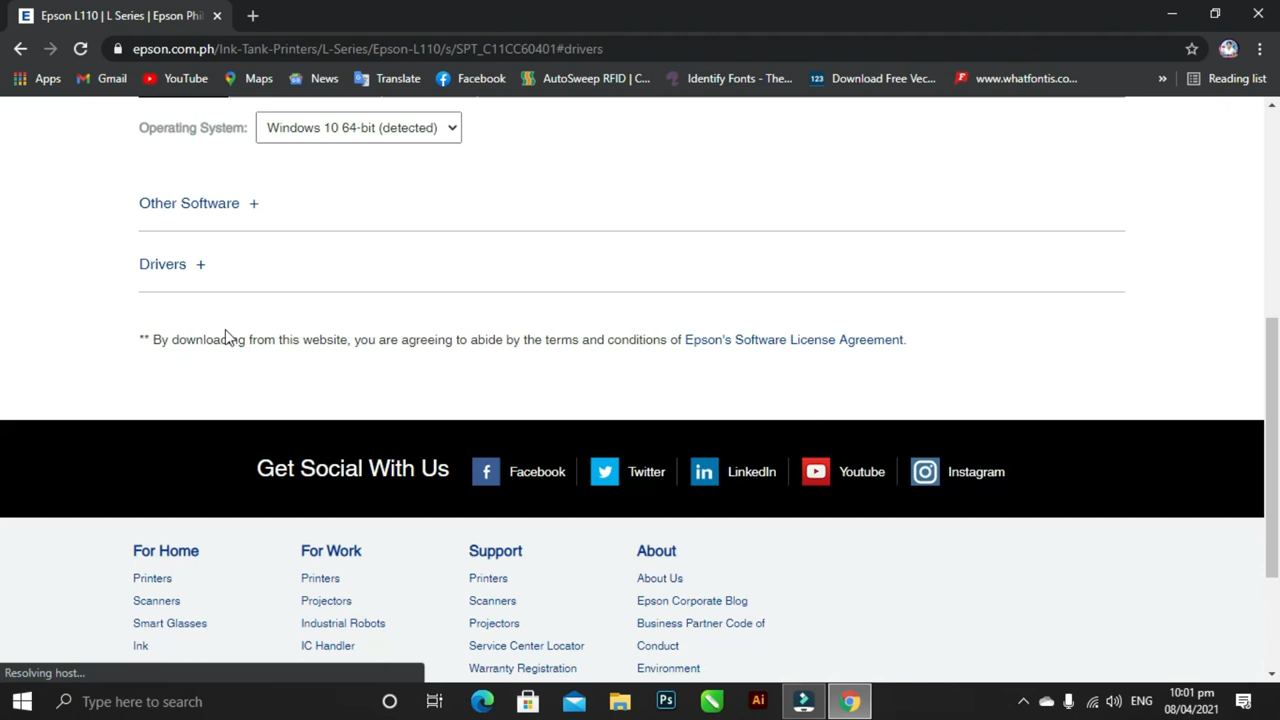 Epson L110 | L Series | Epson Phil
epson.com.ph/Ink-Tank-Printers/L-Series/Epson-L110/s/SPT_C11CC60401#drivers
Apps Gmail YouTube Maps News Translate Facebook AutoSweep RFID | C... Identify Fonts - The... 123 Download Free Vec... www.whatfontis.co... » Reading list
Operating System: Windows 10 64-bit (detected)
Other Software +
Drivers +
** By downloading from this website, you are agreeing to abide by the terms and conditions of Epson's Software License Agreement.
Get Social With Us Facebook Twitter LinkedIn Youtube Instagram
For Home
Printers
Scanners
Smart Glasses
Ink
For Work
Printers
Projectors
Industrial Robots
IC Handler
Support
Printers
Scanners
Projectors
Service Center Locator
Warranty Registration
About
About Us
Epson Corporate Blog
Business Partner Code of
Conduct
Environment
Resolving host...
Type here to search
Ps
Ai
ENG
10:01 pm
08/04/2021